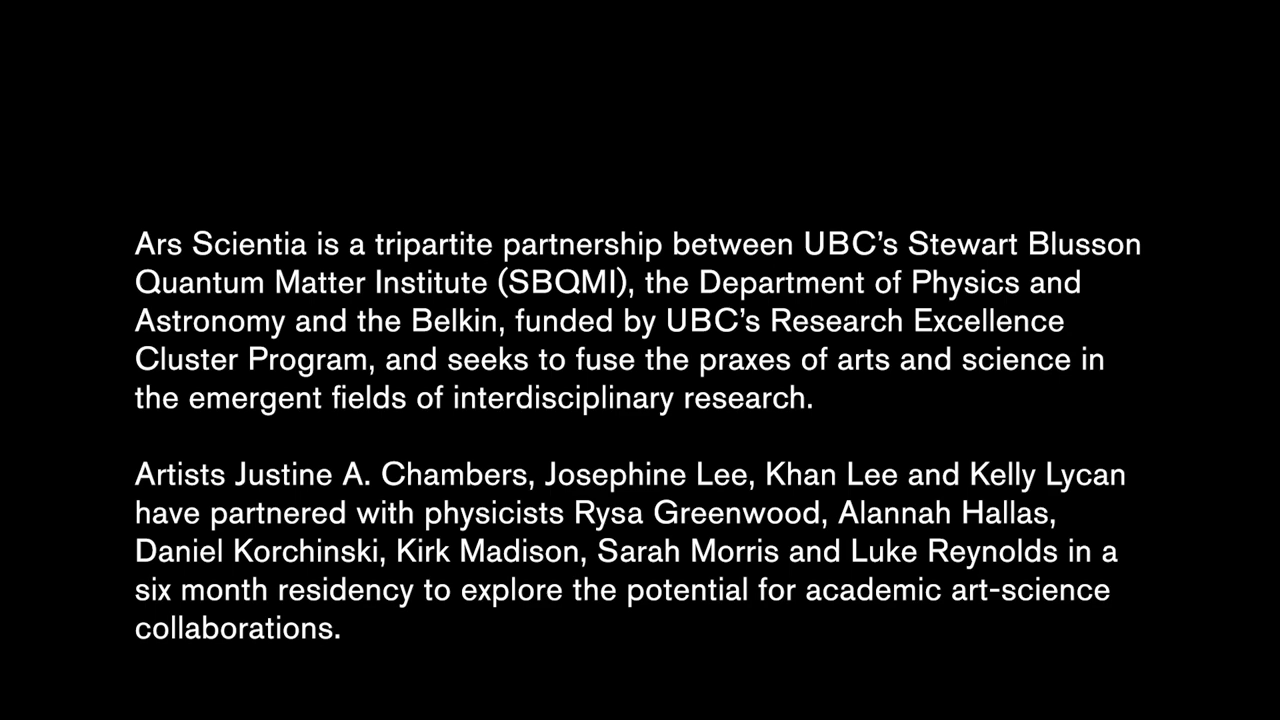 Ars Scientia is a tripartite partnership between UBC’s Stewart Blusson
Quantum Matter Institute (SBQMI), the Department of Physics and
Astronomy and the Belkin, funded by UBC’s Research Excellence
Cluster Program, and seeks to fuse the praxes of arts and science in
the emergent fields of interdisciplinary research.
Artists Justine A. Chambers, Josephine Lee, Khan Lee and Kelly Lycan
have partnered with physicists Rysa Greenwood, Alannah Hallas,
Daniel Korchinski, Kirk Madison, Sarah Morris and Luke Reynolds in a
six month residency to explore the potential for academic art-science
collaborations.